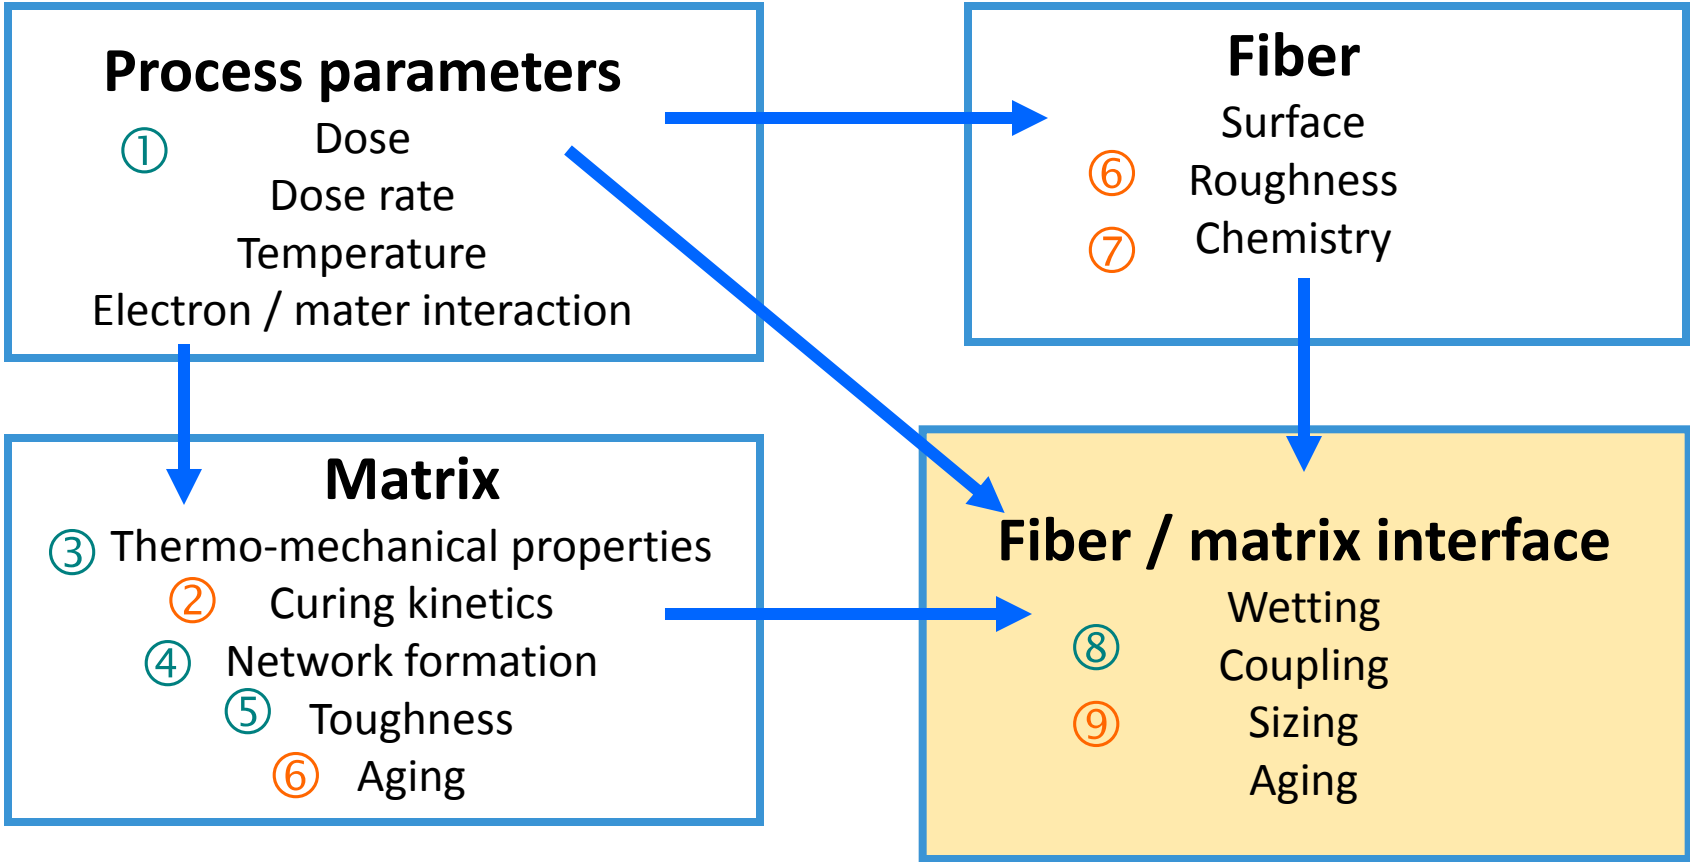 Process parameters
① Dose
Dose rate
Temperature
Electron / mater interaction
Fiber
Surface
⑥ Roughness
⑦ Chemistry
Matrix
③ Thermo-mechanical properties
② Curing kinetics
④ Network formation
⑤ Toughness
⑥ Aging
Fiber / matrix interface
Wetting
⑧ Coupling
⑨ Sizing
Aging